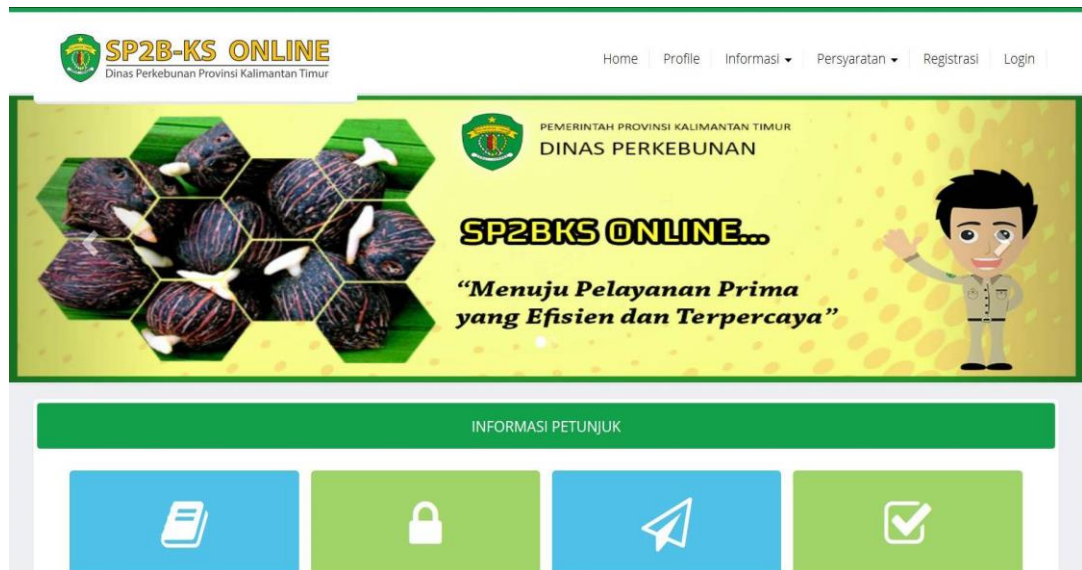 SP2B-KS ONLINE
Dinas Perkebunan Provinsi Kalimantan Timur
Home Profile Informasi Persyaratan Registrasi Login
PEMERINTAH PROVINSI KALIMANTAN TIMUR
DINAS PERKEBUNAN
SP2BKS ONLINE...
“Menuju Pelayanan Prima
yang Efisien dan Terpercaya”
INFORMASI PETUNJUK